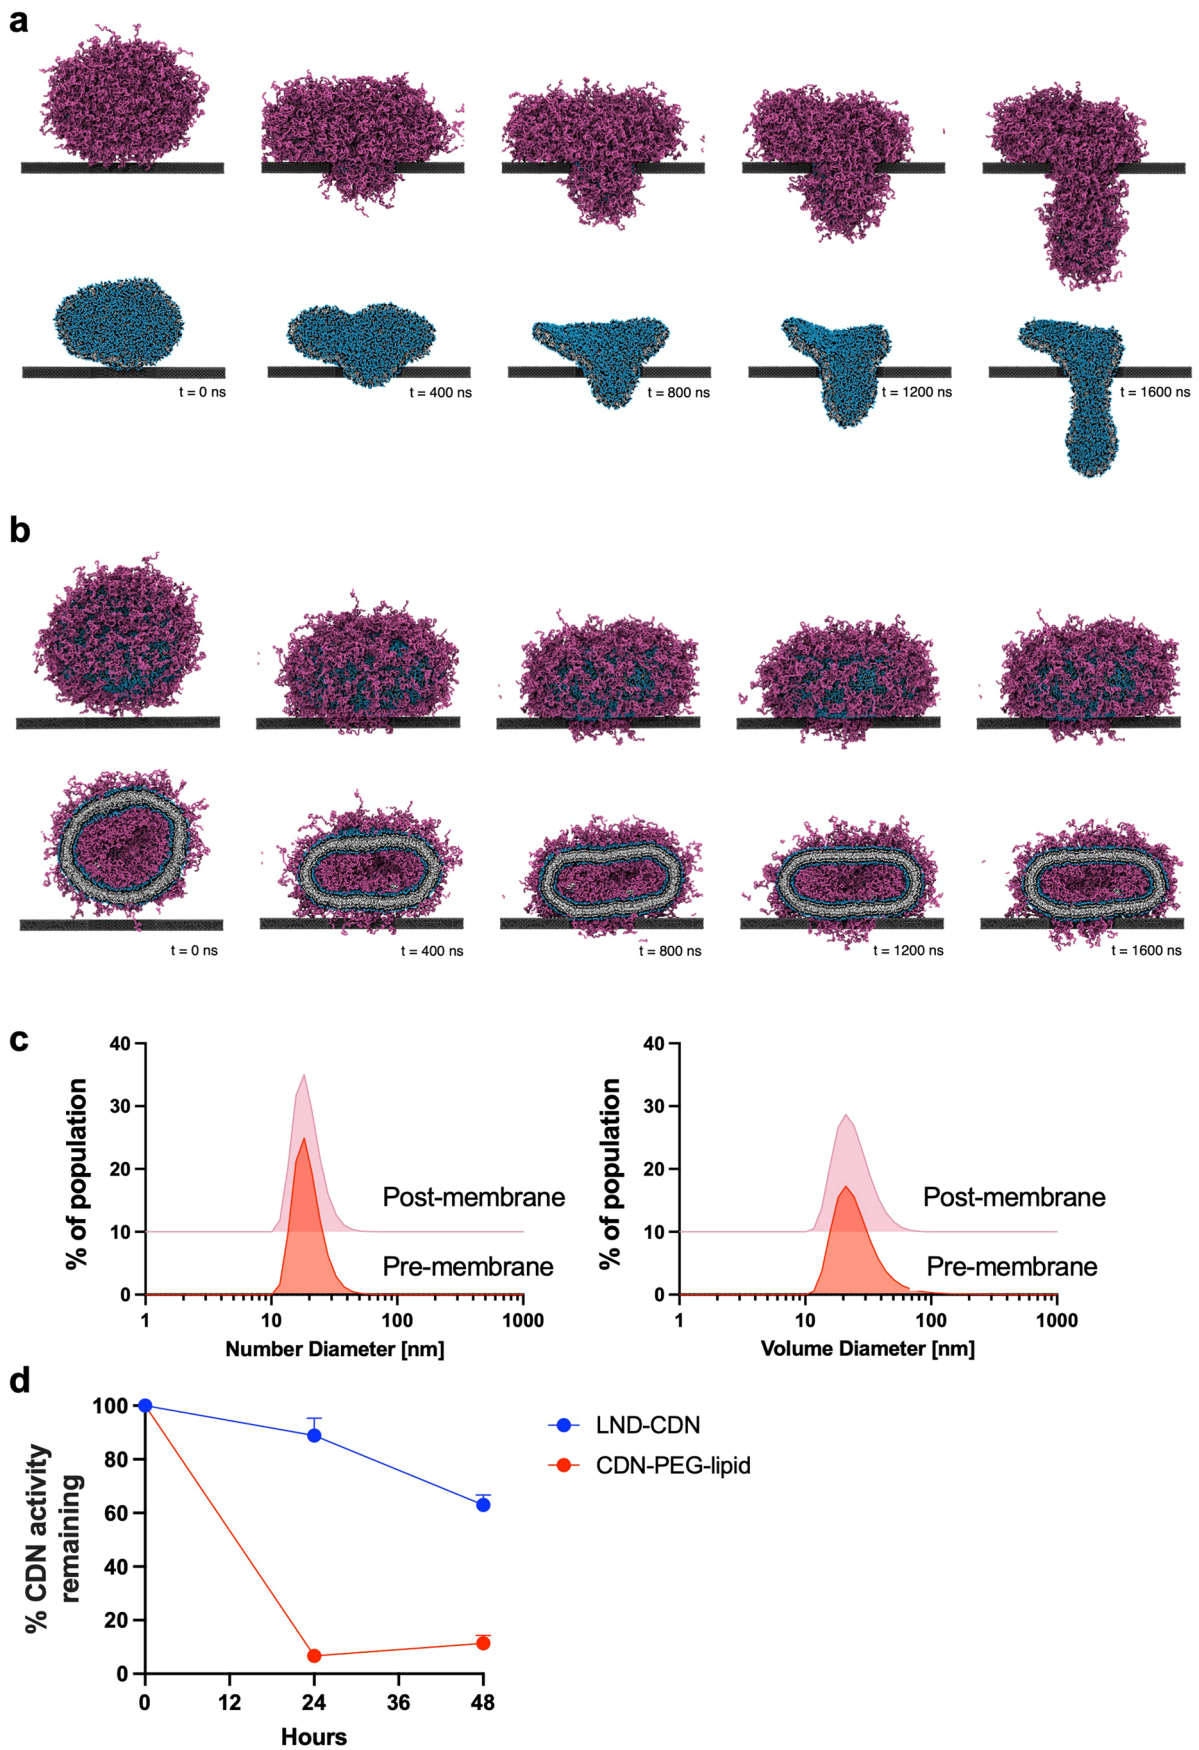 a
t = 0 ns
t = 400 ns
t = 800 ns
t = 1200 ns
t = 1600 ns
b
t = 0 ns
t = 400 ns
t = 800 ns
t = 1200 ns
t = 1600 ns
c
% of population
40
30
20
10
0
Post-membrane
Pre-membrane
1
10
100
1000
Number Diameter [nm]
% of population
40
30
20
10
0
Post-membrane
Pre-membrane
1
10
100
1000
Volume Diameter [nm]
d
% CDN activity
remaining
100
80
60
40
20
0
0
12
24
36
48
Hours
LND-CDN
CDN-PEG-lipid